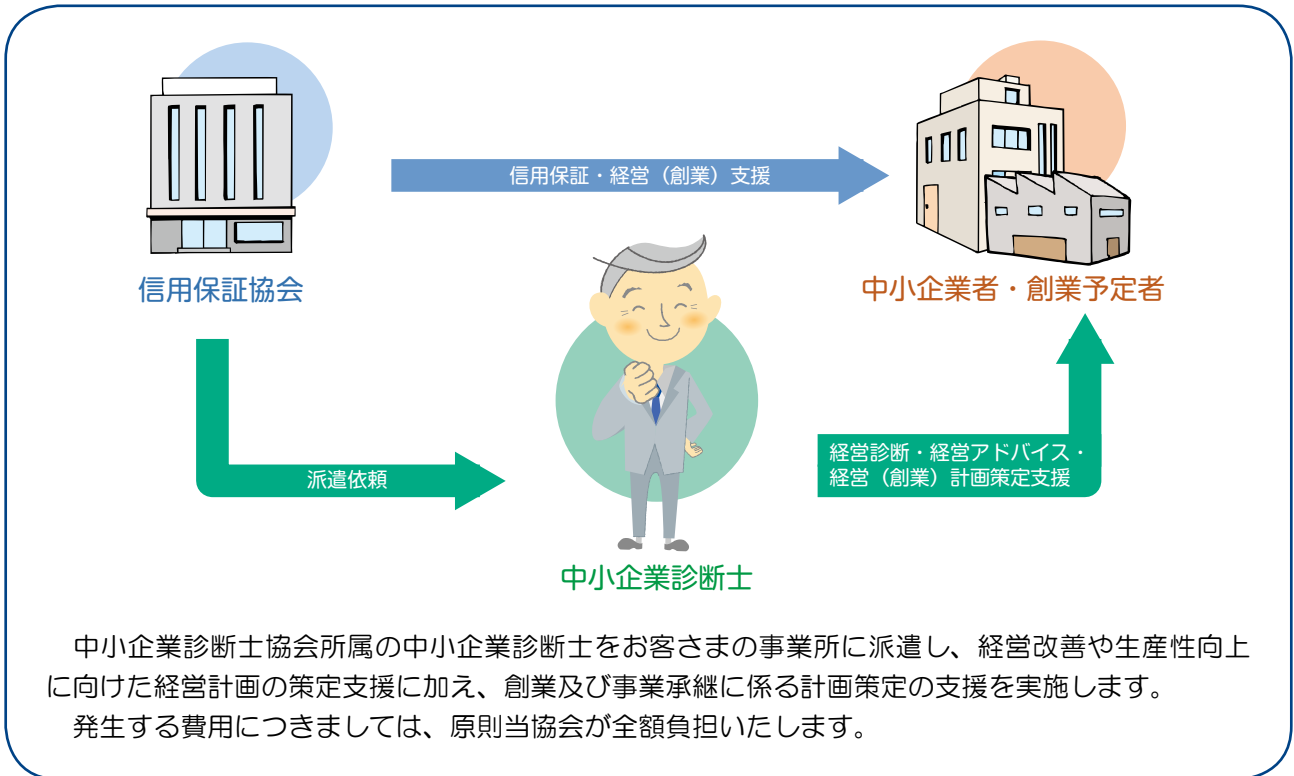 信用保証・経営（創業）支援
信用保証協会
中小企業者・創業予定者
派遣依頼
経営診断・経営アドバイス・
経営（創業）計画策定支援
中小企業診断士
中小企業診断士協会所属の中小企業診断士をお客さまの事業所に派遣し、経営改善や生産性向上
に向けた経営計画の策定支援に加え、創業及び事業承継に係る計画策定の支援を実施します。
発生する費用につきましては、原則当協会が全額負担いたします。